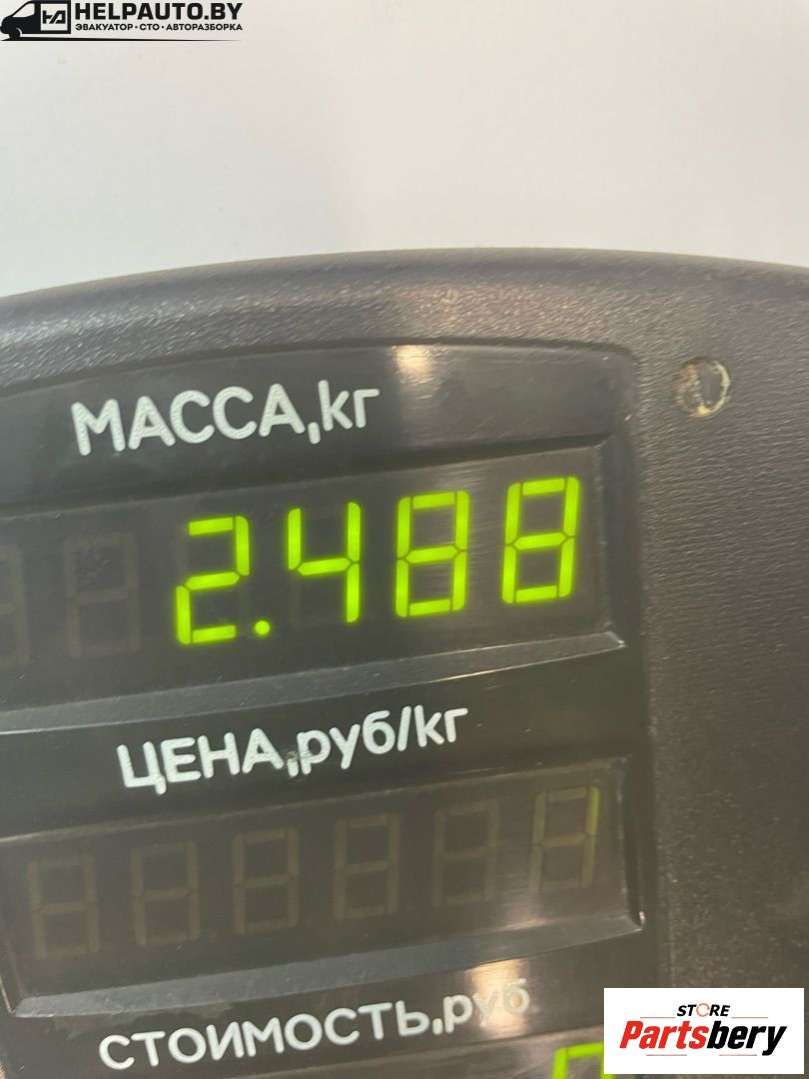 HELPAUTO.BY
ЭВАКУАТОР • СТО • АВТОРАЗБОРКА
МАССА,кг
2.488
ЦЕНА,руб/кг
СТОИМОСТЬ,руб
STORE
Partsbery